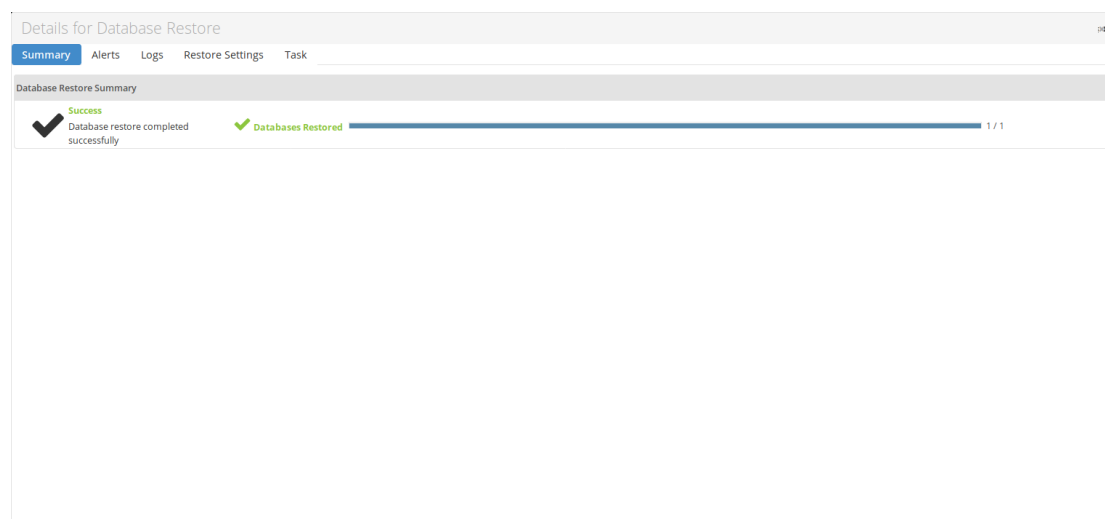 Details for Database Restore
Summary Alerts Logs Restore Settings Task
Database Restore Summary
Success
Database restore completed
successfully
Databases Restored 1 / 1